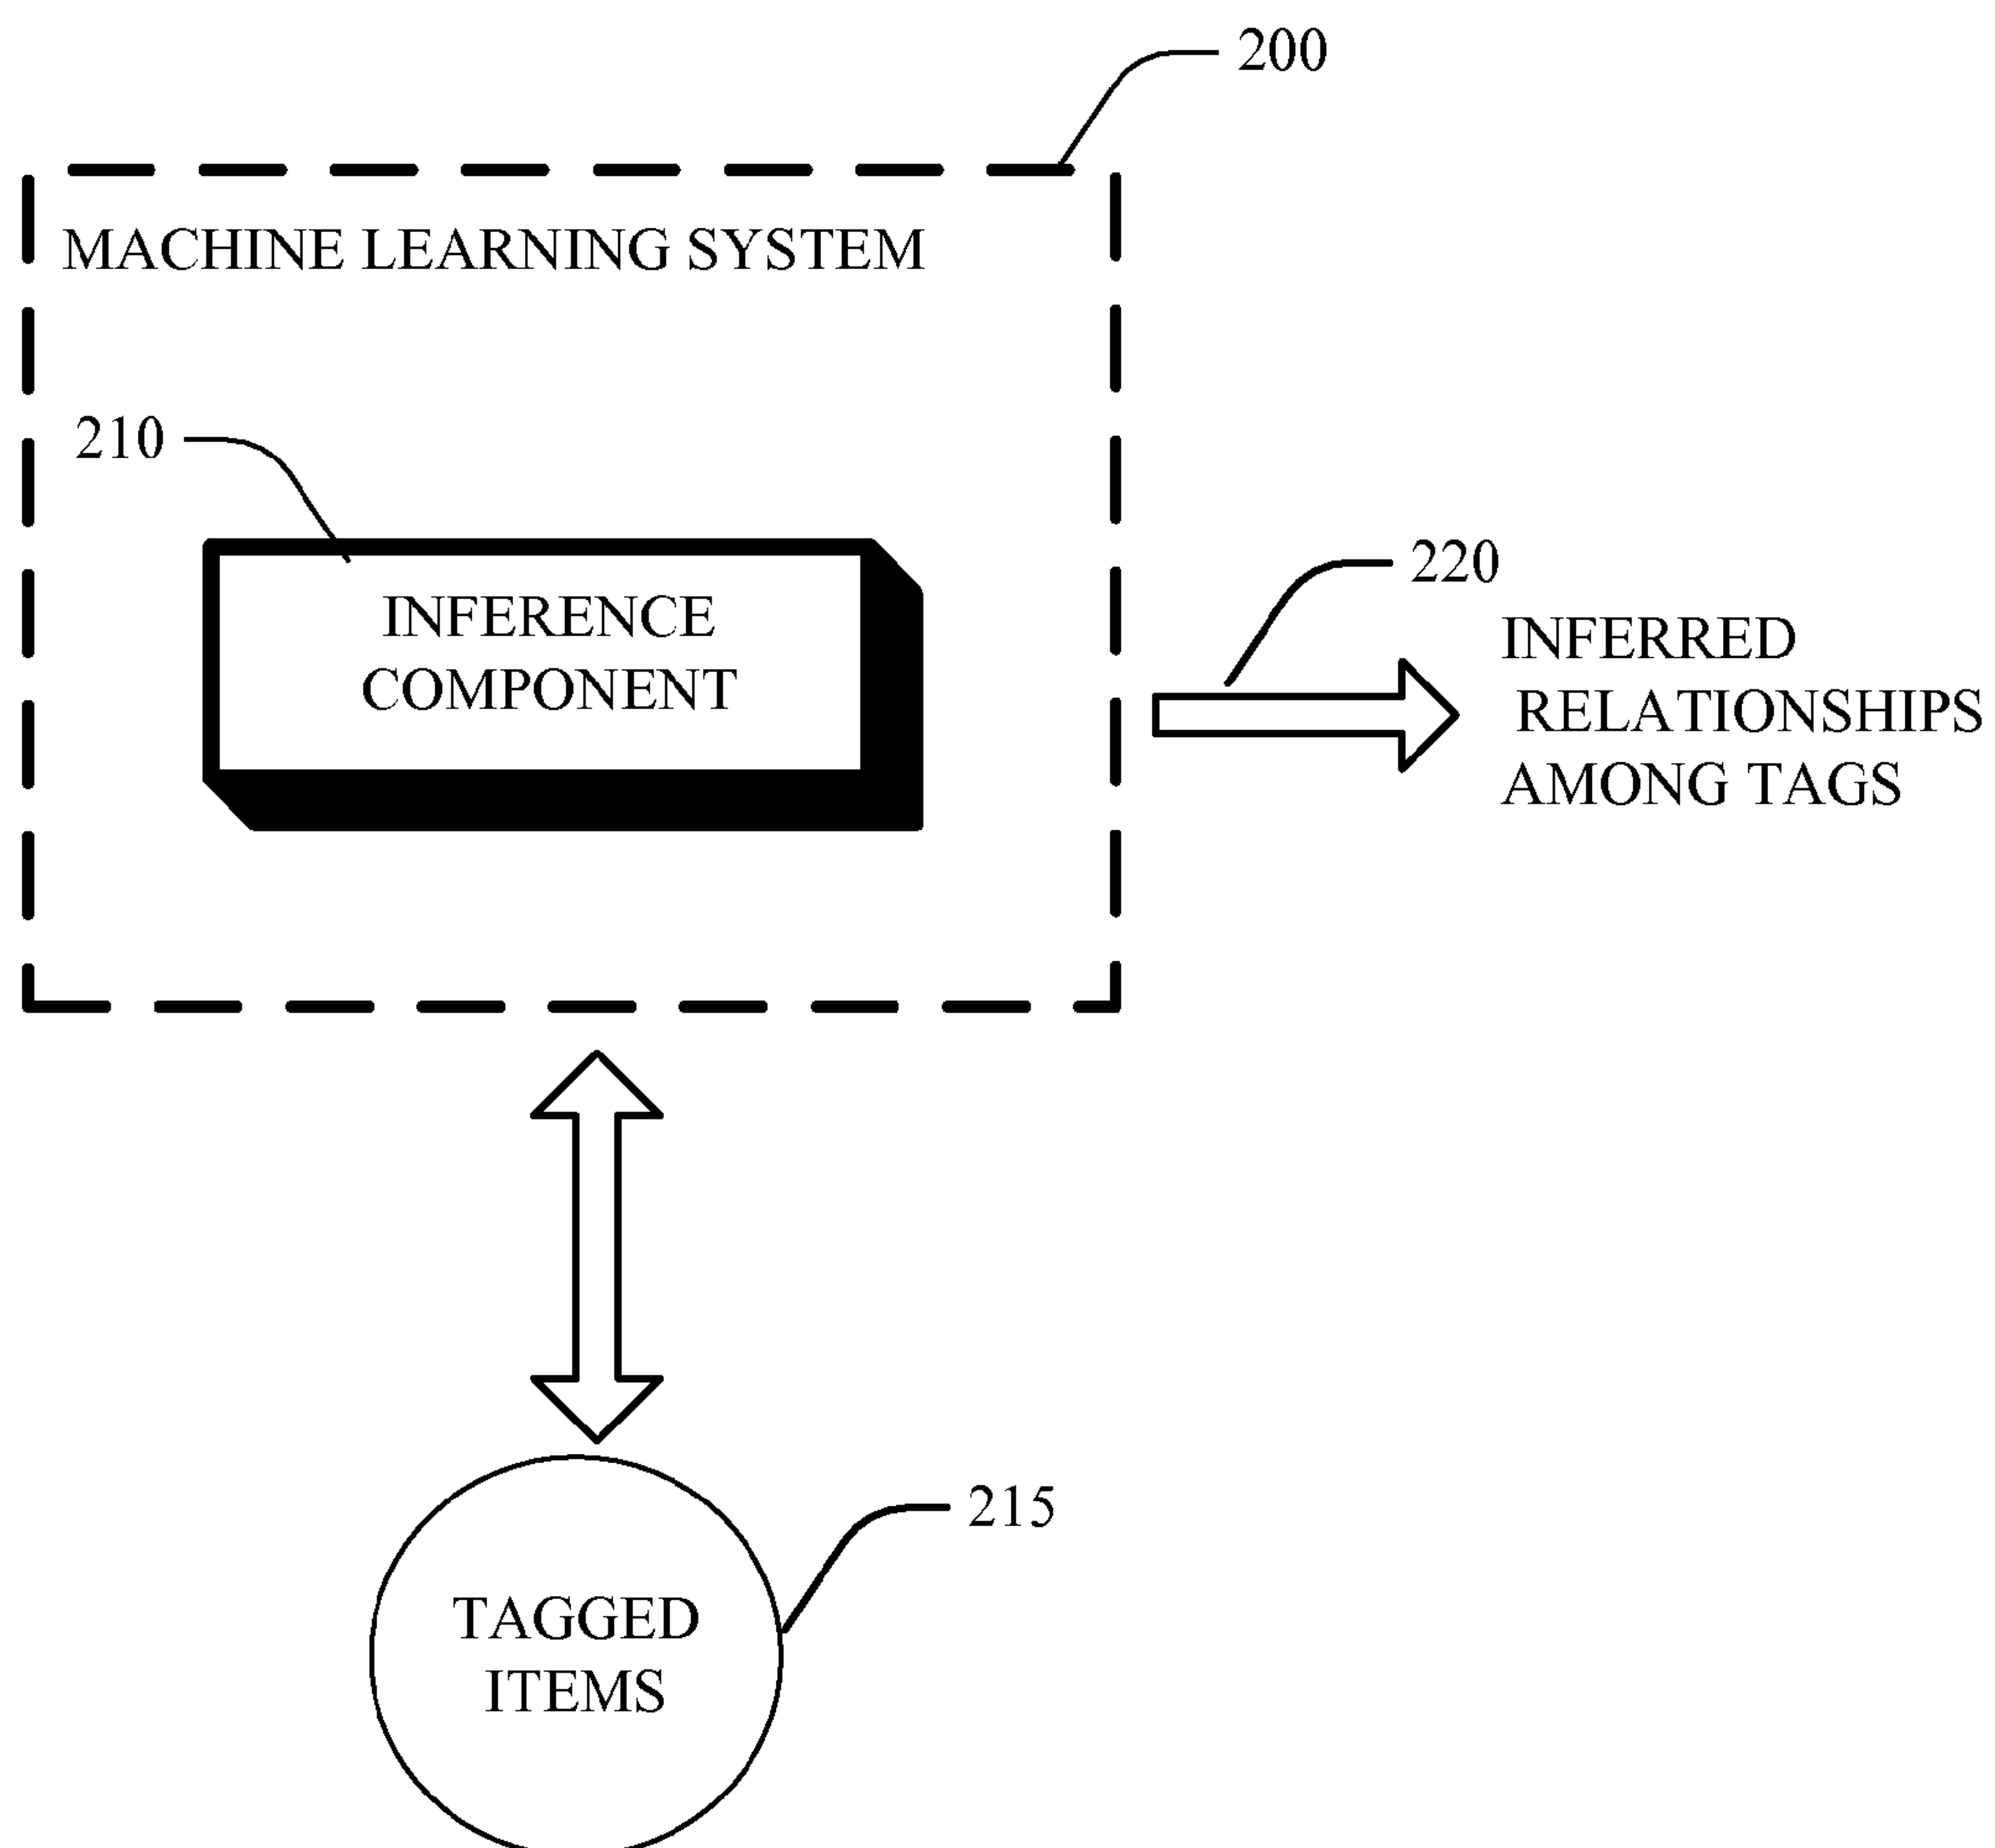 200
MACHINE LEARNING SYSTEM
210
INFERENCE
COMPONENT
220
INFERRED
RELATIONSHIPS
AMONG TAGS
215
TAGGED
ITEMS